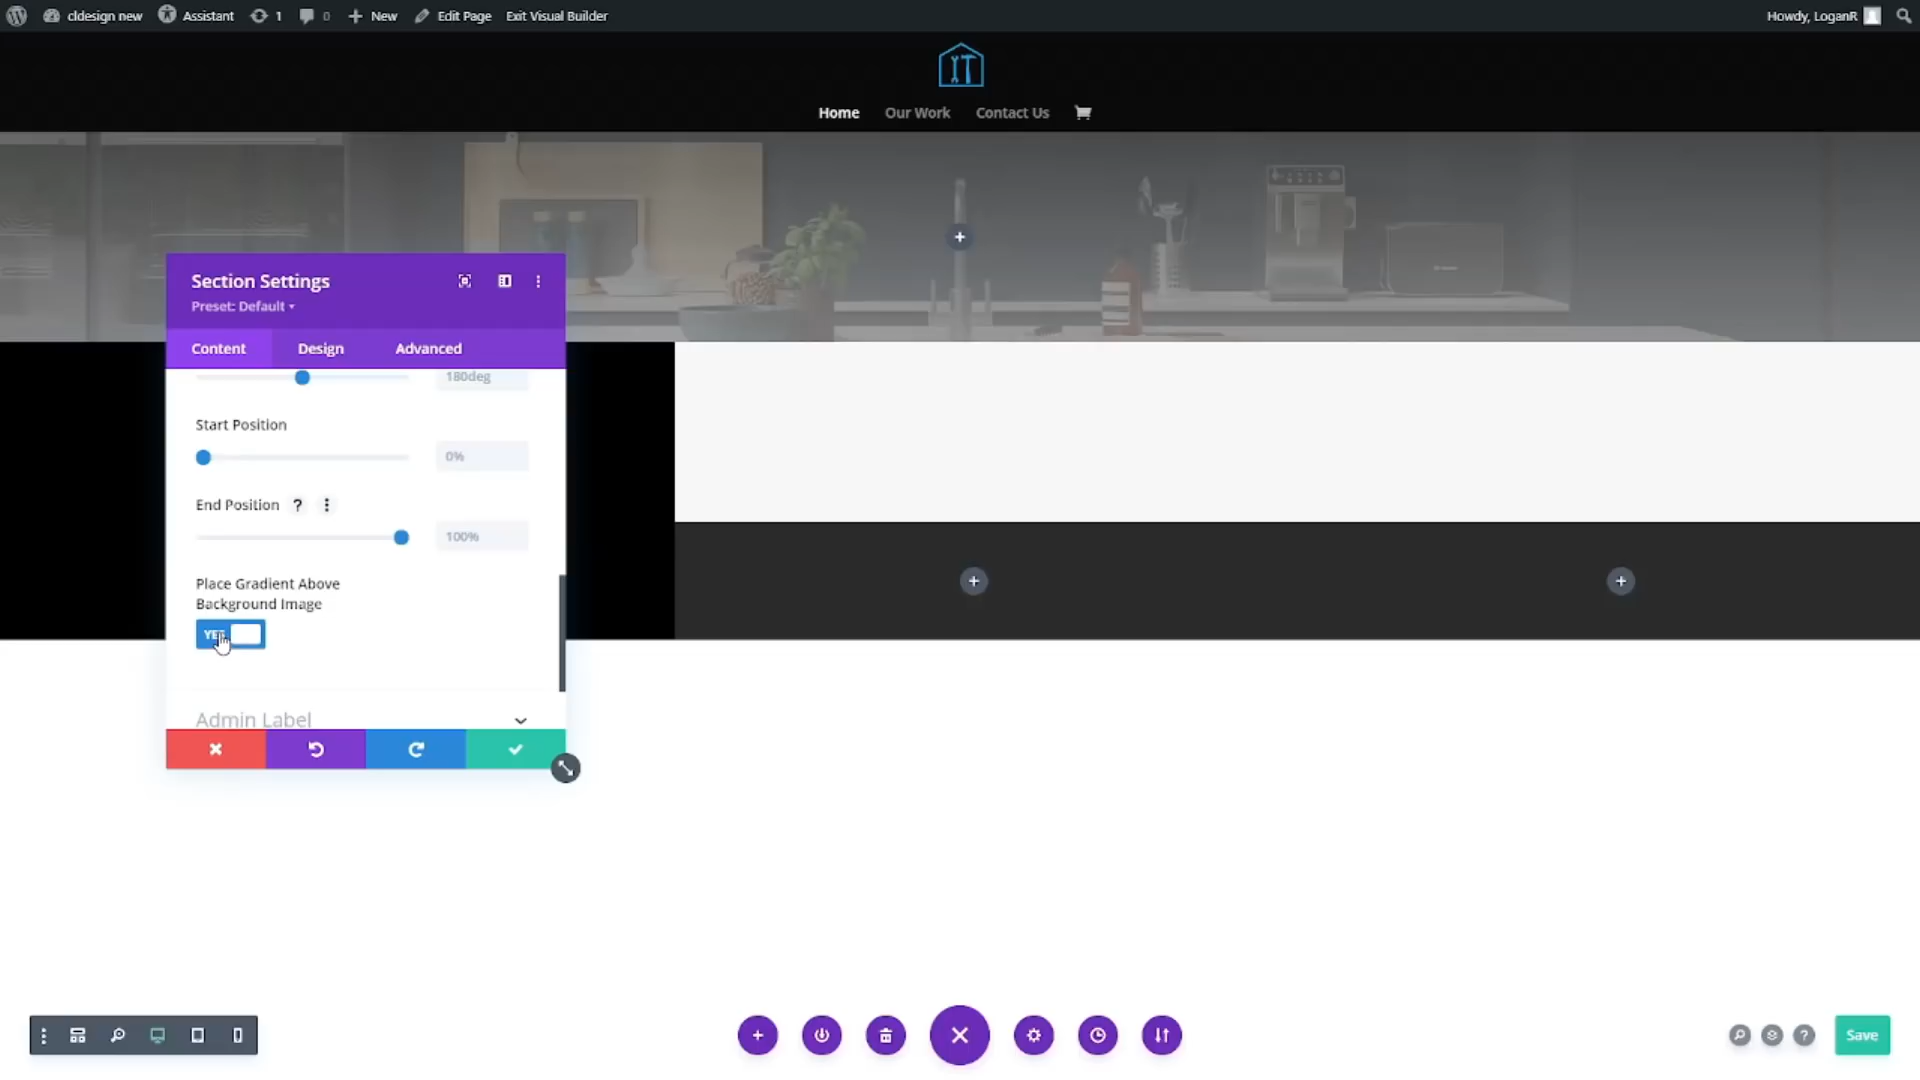 cldesign new Assistant 1 0 New Edit Page Exit Visual Builder Howdy, LoganR
Home Our Work Contact Us
Section Settings
Preset: Default
Content Design Advanced
180deg
Start Position
0%
End Position ?
100%
Place Gradient Above
Background Image
YES
Admin Label
? Save